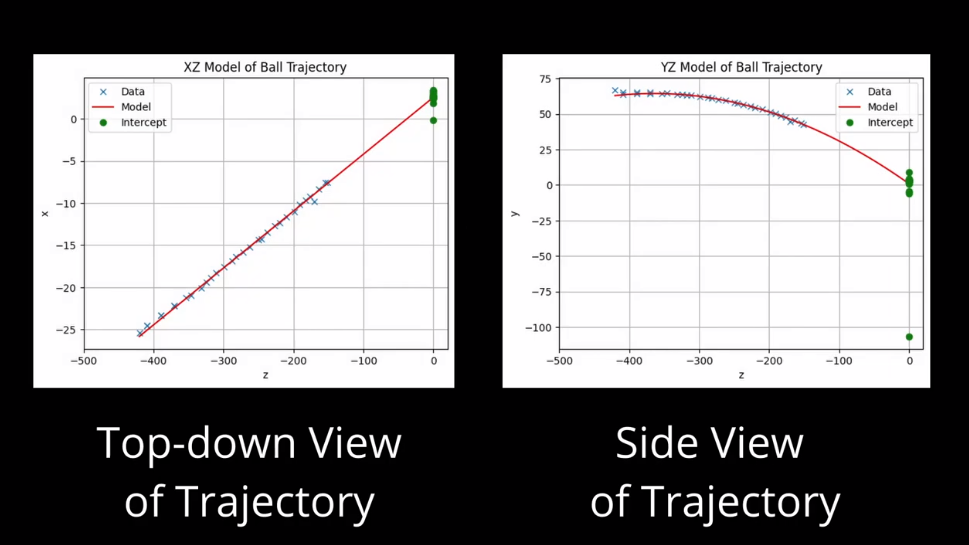 XZ Model of Ball Trajectory
Data
Model
Intercept
0
−5
−10
−15
−20
−25
x
−500
−400
−300
−200
−100
0
z
YZ Model of Ball Trajectory
Data
Model
Intercept
75
50
25
0
−25
−50
−75
−100
y
−500
−400
−300
−200
−100
0
z
Top-down View
of Trajectory
Side View
of Trajectory